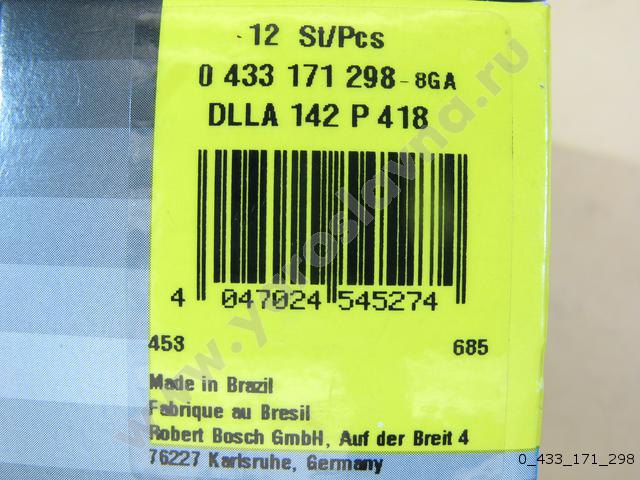 12 St/Pcs
0 433 171 298-8GA
DLLA 142 P 418
4 047024 545274
453 685
Made in Brazil
Fabrique au Bresil
Robert Bosch GmbH, Auf der Breit 4
76227 Karlsruhe, Germany
www.yaroslavna.ru
0_433_171_298